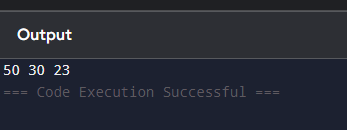 Output
50 30 23
=== Code Execution Successful ===